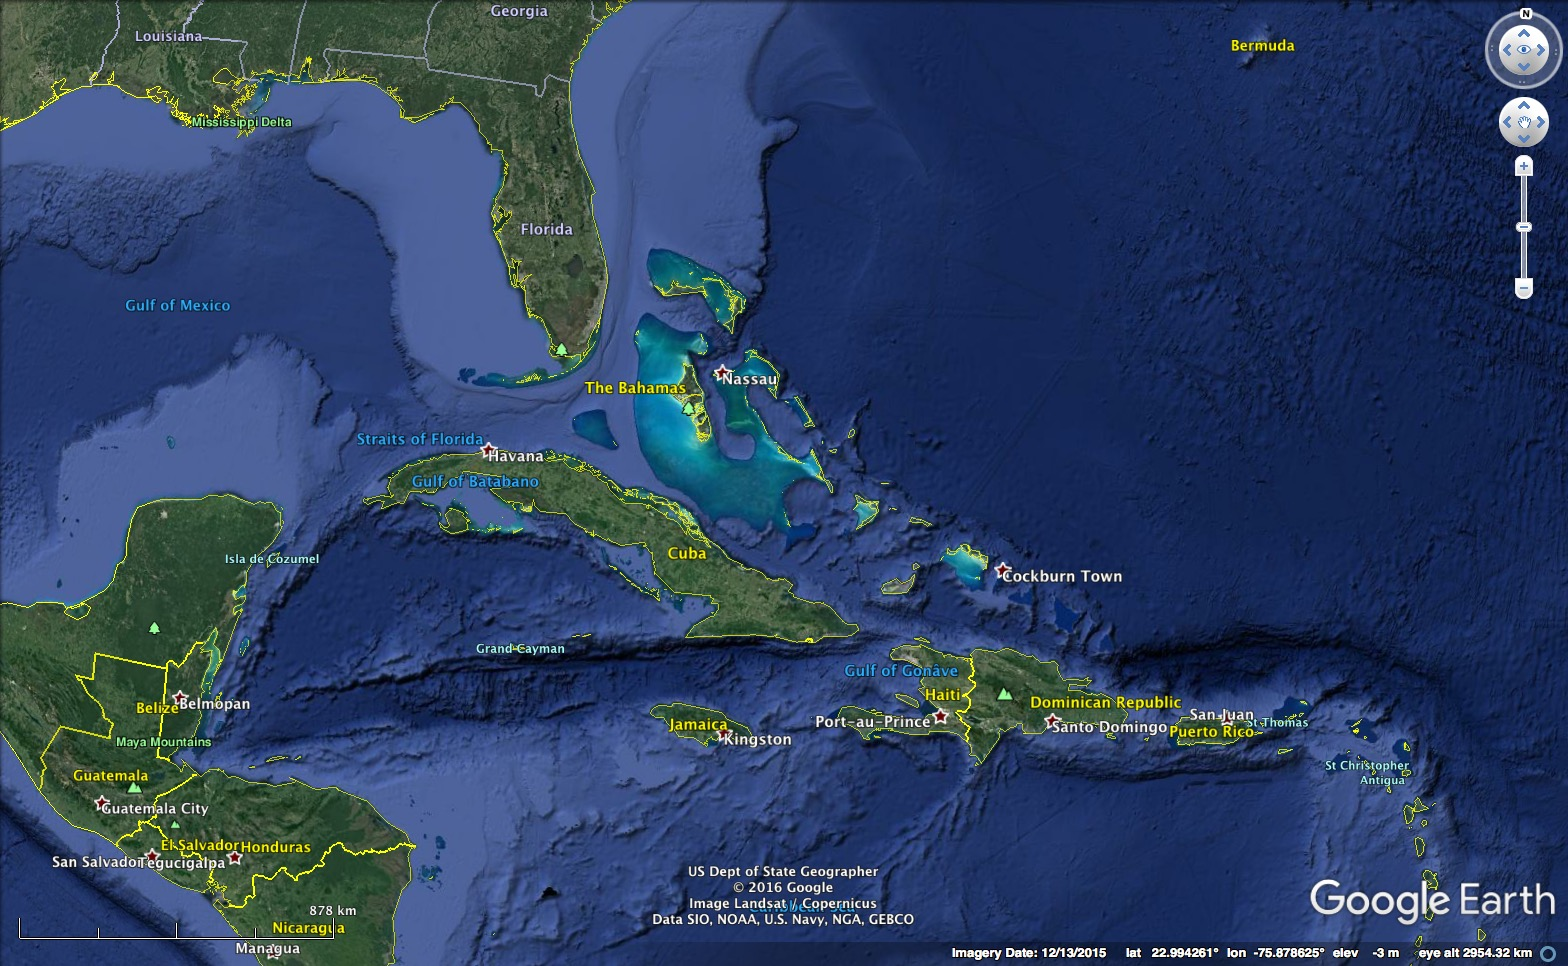 Georgia
Louisiana
Bermuda
N
Mississippi Delta
Florida
Gulf of Mexico
The Bahamas
Nassau
Straits of Florida
Havana
Gulf of Batabano
Cuba
Isla de Cozumel
Cockburn Town
Grand Cayman
Gulf of Gonâve
Haiti
Dominican Republic
Belize
Belmopan
Jamaica
Kingston
Port-au-Prince
Santo Domingo
San Juan
Puerto Rico
St Thomas
Maya Mountains
St Christopher
Antigua
Guatemala
Guatemala City
El Salvador
Honduras
San Salvador
Tegucigalpa
878 km
Nicaragua
Managua
US Dept of State Geographer
© 2016 Google
Image Landsat / Copernicus
Caribbean Sea
Data SIO, NOAA, U.S. Navy, NGA, GEBCO
Google Earth
Imagery Date: 12/13/2015 lat 22.994261° lon -75.878625° elev -3 m eye alt 2954.32 km